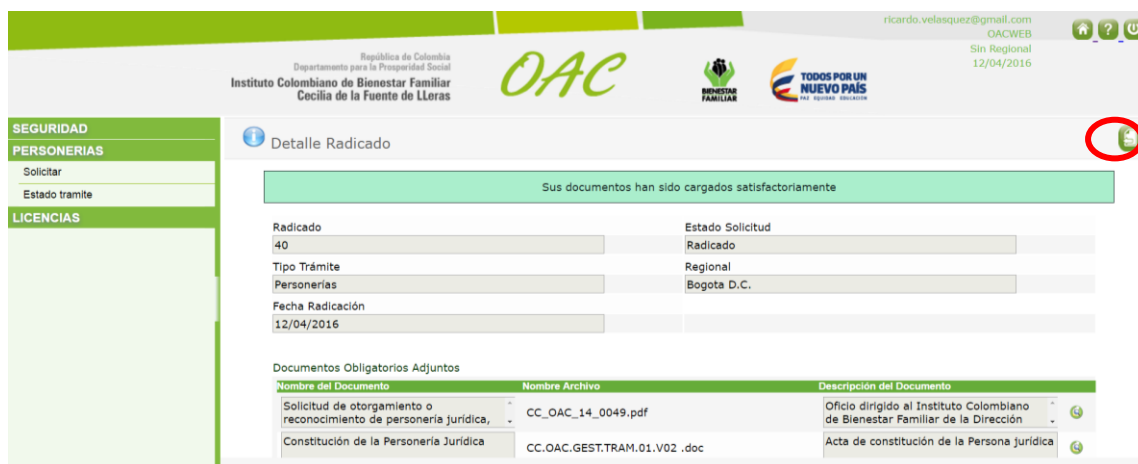 ricardo.velasquez@gmail.com
OACWEB
Sin Regional
12/04/2016
República de Colombia
Departamento para la Prosperidad Social
Instituto Colombiano de Bienestar Familiar
Cecilia de la Fuente de LLeras
OAC
BIENESTAR
FAMILIAR
TODOS POR UN
NUEVO PAÍS
PAZ EQUIDAD EDUCACIÓN
SEGURIDAD
PERSONERIAS
Solicitar
Estado tramite
LICENCIAS
Detalle Radicado
Sus documentos han sido cargados satisfactoriamente
Radicado
Estado Solicitud
40
Radicado
Tipo Trámite
Regional
Personerías
Bogota D.C.
Fecha Radicación
12/04/2016
Documentos Obligatorios Adjuntos
Nombre del Documento
Nombre Archivo
Descripción del Documento
Solicitud de otorgamiento o
reconocimiento de personería jurídica,
CC_OAC_14_0049.pdf
Oficio dirigido al Instituto Colombiano
de Bienestar Familiar de la Dirección
Constitución de la Personería Jurídica
CC.OAC.GEST.TRAM.01.V02 .doc
Acta de constitución de la Persona jurídica